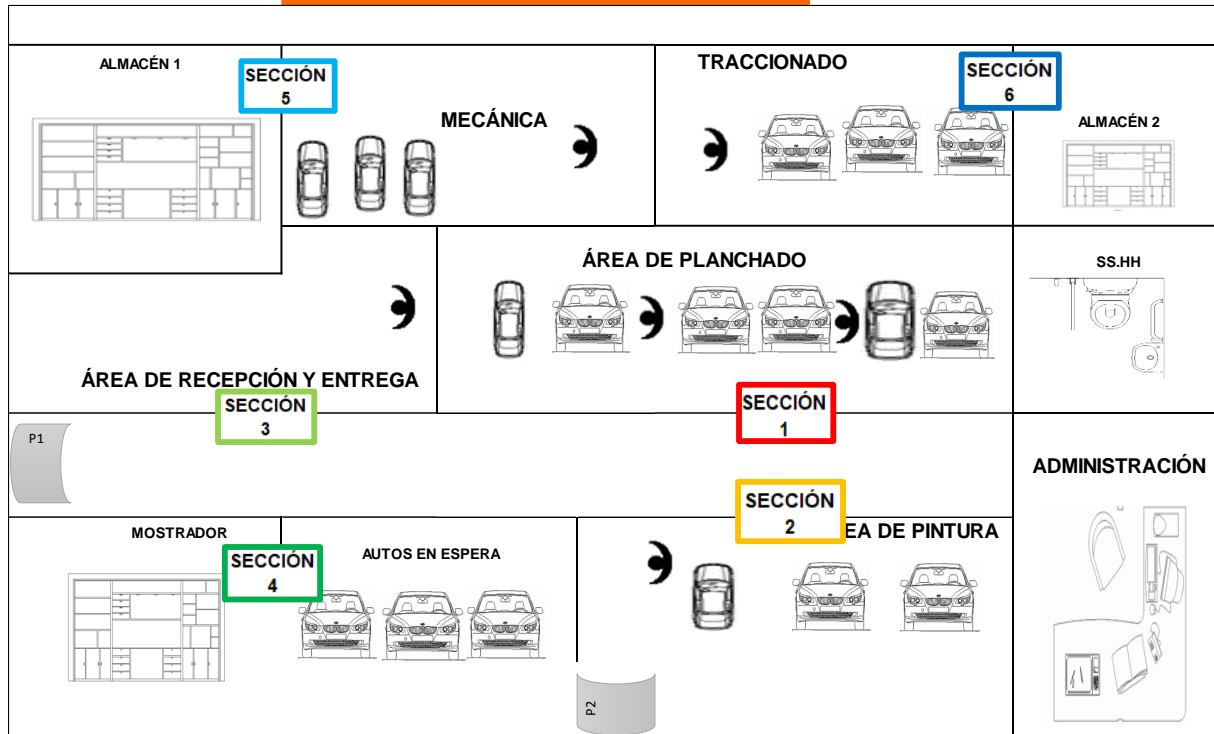 ALMACÉN 1
SECCIÓN
5
MECÁNICA
TRACCIONADO
SECCIÓN
6
ALMACÉN 2
ÁREA DE PLANCHADO
SS.HH
ÁREA DE RECEPCIÓN Y ENTREGA
SECCIÓN
3
SECCIÓN
1
P1
ADMINISTRACIÓN
SECCIÓN
2
EA DE PINTURA
MOSTRADOR
SECCIÓN
4
AUTOS EN ESPERA
P2